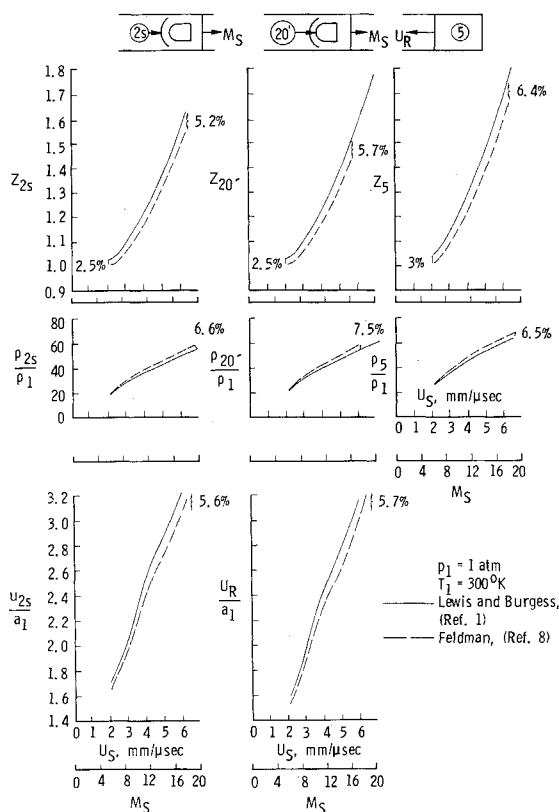 2s M_S 20' M_S U_R 5
1.8
1.7
1.6
1.5
1.4
1.3
1.2
1.1
1.0
0.9
Z_2s
5.2%
2.5%
Z_20'
5.7%
2.5%
Z_5
6.4%
3%
80
60
40
20
0
ρ_2s/ρ_1
6.6%
ρ_20'/ρ_1
7.5%
ρ_5/ρ_1
6.5%
U_S, mm/μsec
0 1 2 3 4 5 6
0 4 8 12 16 20
M_S
3.2
3.0
2.8
2.6
2.4
2.2
2.0
1.8
1.6
1.4
u_2s/a_1
5.6%
U_R/a_1
5.7%
p_1 = 1 atm
T_1 = 300°K
Lewis and Burgess,
(Ref. 1)
Feldman, (Ref. 8)
0 1 2 3 4 5 6
U_S, mm/μsec
0 4 8 12 16 20
M_S
0 1 2 3 4 5 6
U_S, mm/μsec
0 4 8 12 16 20
M_S